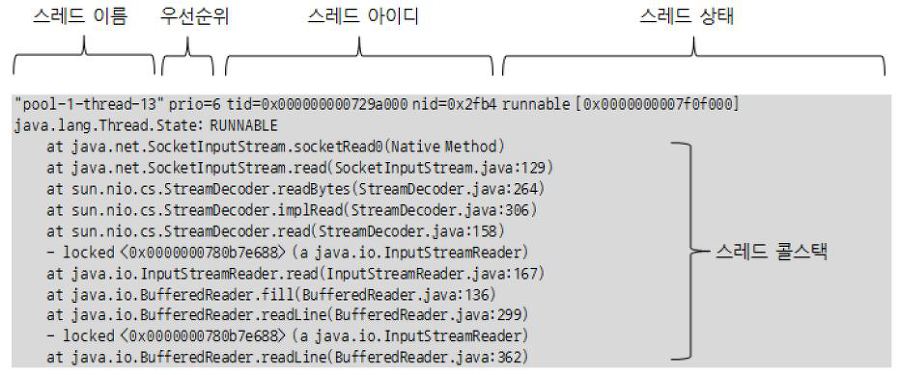 스레드 이름 우선순위 스레드 아이디 스레드 상태
"pool-1-thread-13" prio=6 tid=0x000000000729a000 nid=0x2fb4 runnable [0x0000000007f0f000]
java.lang.Thread.State: RUNNABLE
at java.net.SocketInputStream.socketRead0(Native Method)
at java.net.SocketInputStream.read(SocketInputStream.java:129)
at sun.nio.cs.StreamDecoder.readBytes(StreamDecoder.java:264)
at sun.nio.cs.StreamDecoder.implRead(StreamDecoder.java:306)
at sun.nio.cs.StreamDecoder.read(StreamDecoder.java:158)
- locked <0x0000000780b7e688> (a java.io.InputStreamReader)
at java.io.InputStreamReader.read(InputStreamReader.java:167)
at java.io.BufferedReader.fill(BufferedReader.java:136)
at java.io.BufferedReader.readLine(BufferedReader.java:299)
- locked <0x0000000780b7e688> (a java.io.InputStreamReader)
at java.io.BufferedReader.readLine(BufferedReader.java:362)
스레드 콜스택